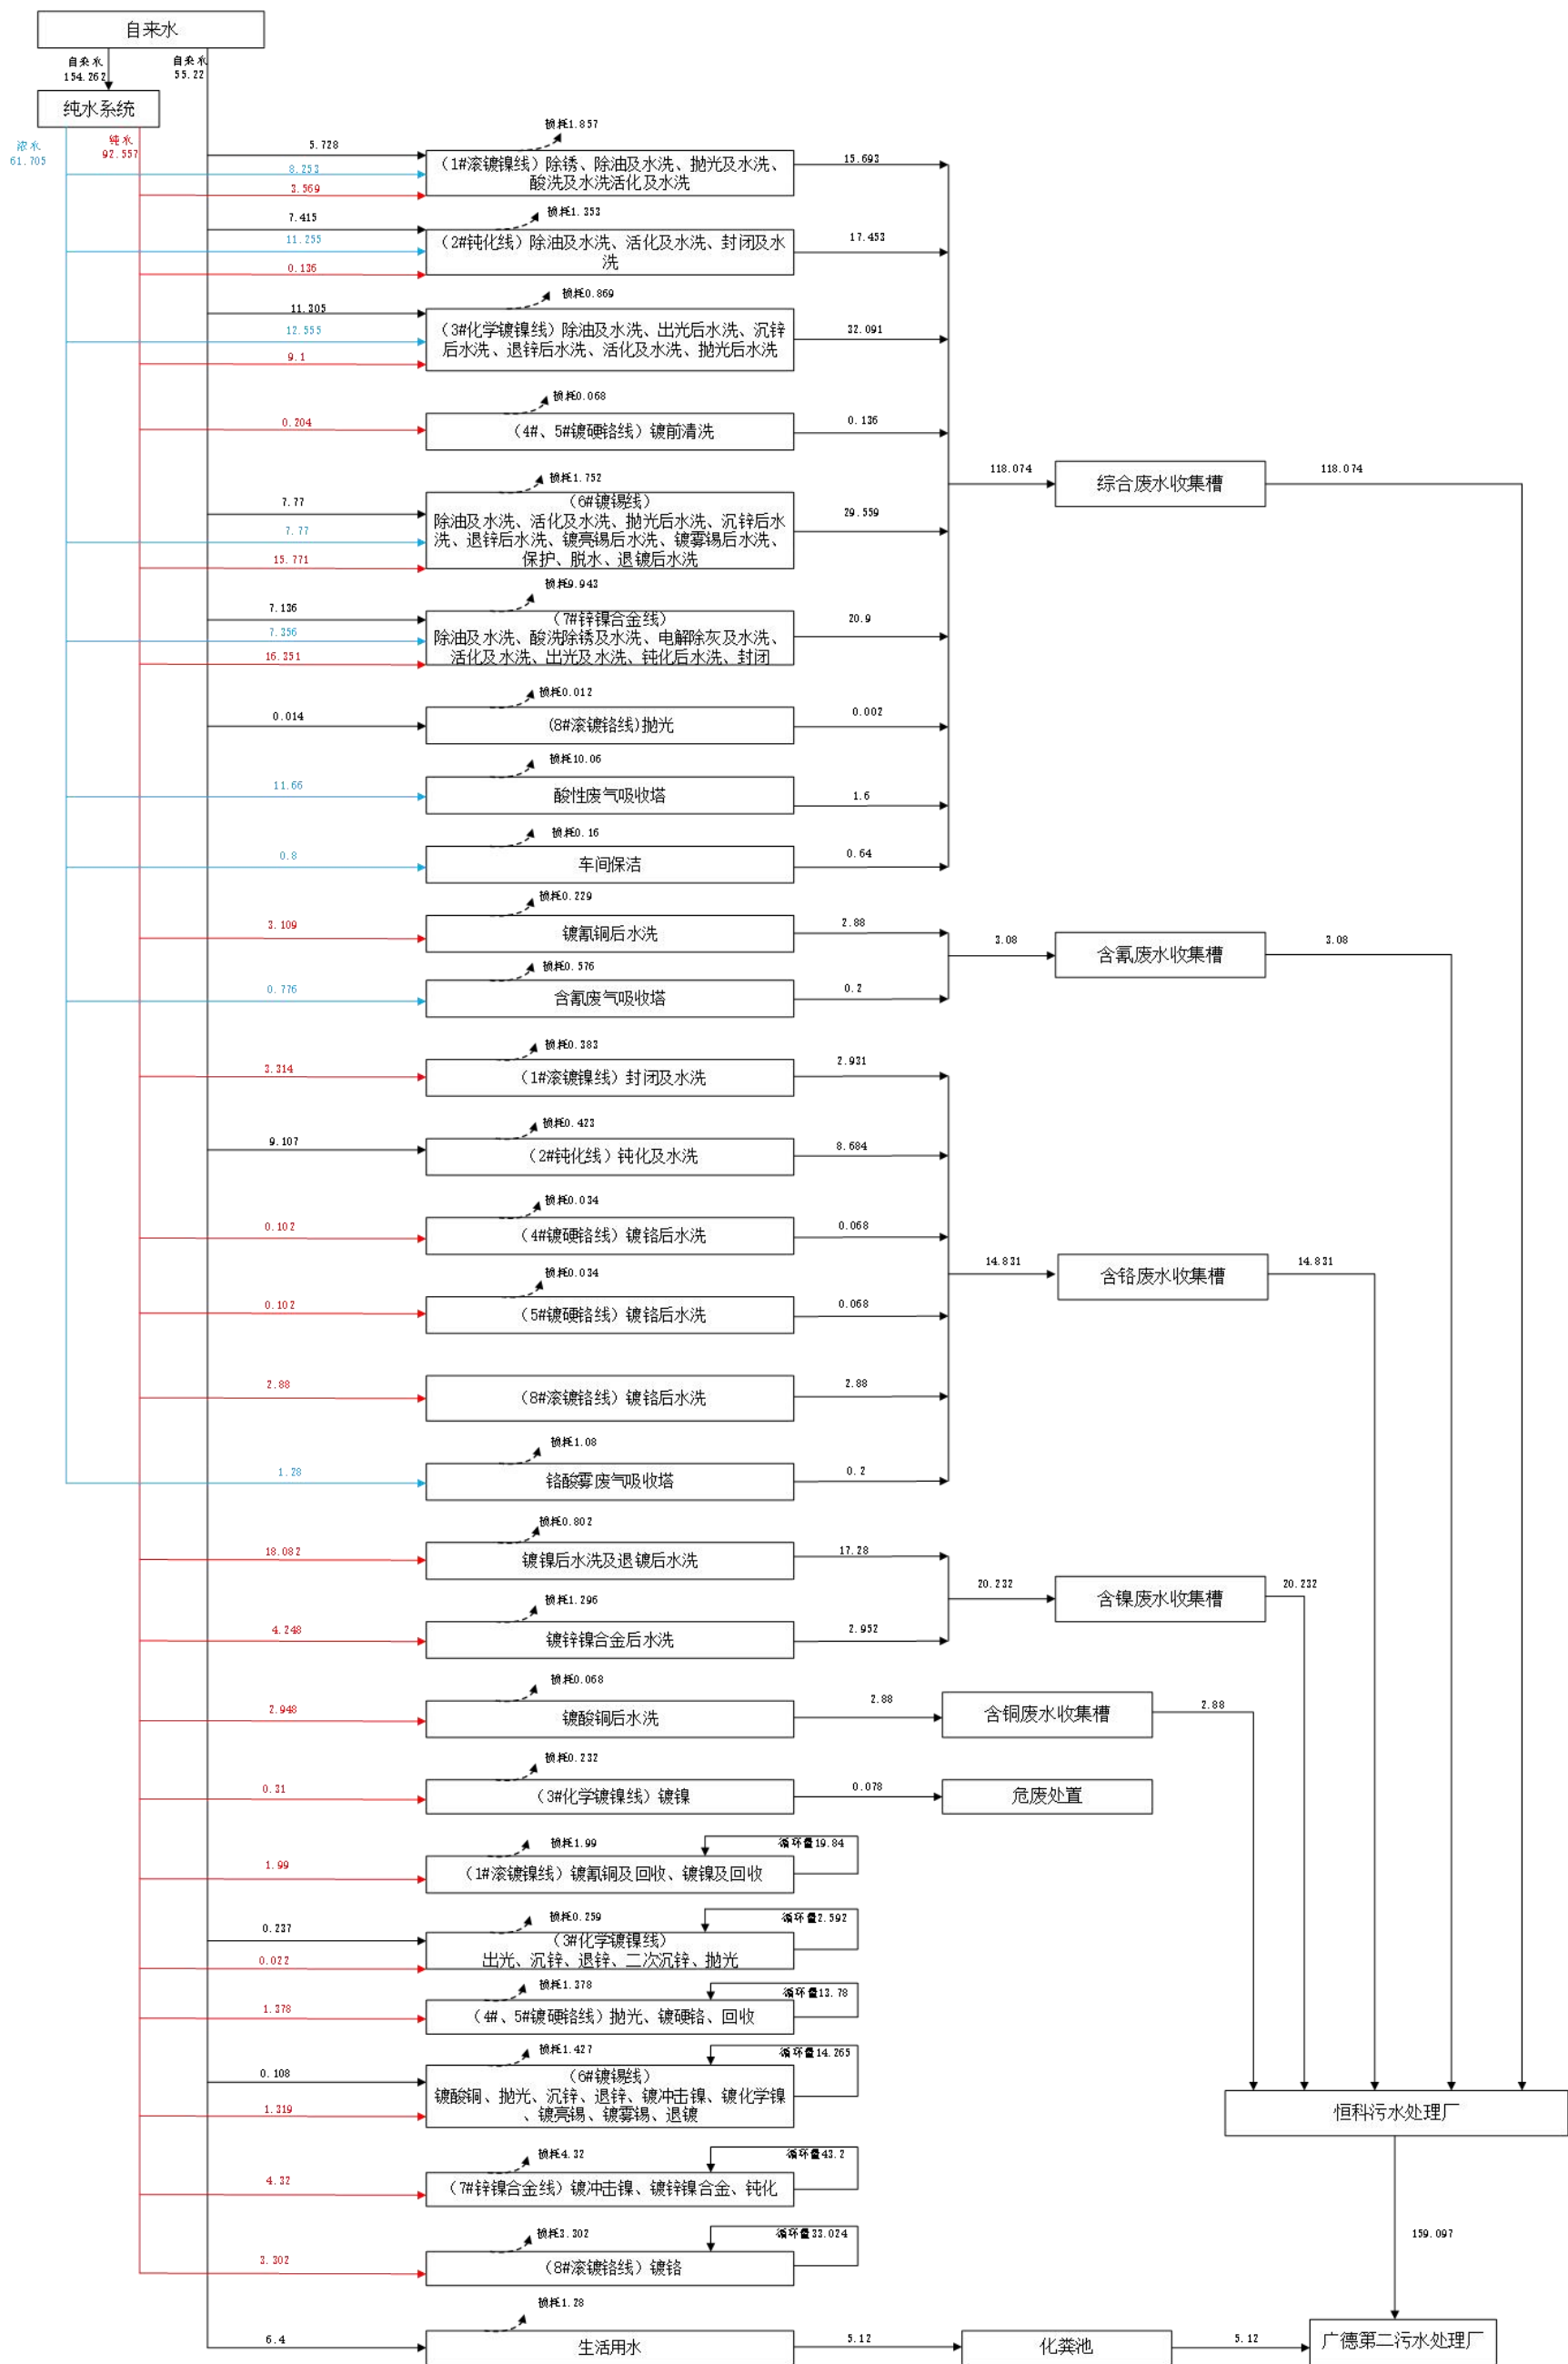 自来水
自来水
154.262
自来水
55.22
纯水系统
浓水
61.705
纯水
92.557
损耗1.857
5.728
8.253
3.569
（1#滚镀镍线）除锈、除油及水洗、抛光及水洗、
酸洗及水洗活化及水洗
15.693
损耗1.353
7.415
11.255
0.136
（2#钝化线）除油及水洗、活化及水洗、封闭及水
洗
17.453
损耗0.869
11.305
12.555
9.1
（3#化学镀镍线）除油及水洗、出光后水洗、沉锌
后水洗、退锌后水洗、活化及水洗、抛光后水洗
32.091
损耗0.068
0.204
（4#、5#镀硬铬线）镀前清洗
0.136
118.074
综合废水收集槽
118.074
损耗1.752
7.77
7.77
15.771
（6#镀锡线）
除油及水洗、活化及水洗、抛光后水洗、沉锌后水
洗、退锌后水洗、镀亮锡后水洗、镀雾锡后水洗、
保护、脱水、退镀后水洗
29.559
损耗9.943
7.136
7.356
16.351
（7#锌镍合金线）
除油及水洗、酸洗除锈及水洗、电解除灰及水洗、
活化及水洗、出光及水洗、钝化后水洗、封闭
20.9
损耗0.012
0.014
(8#滚镀铬线)抛光
0.002
损耗10.06
11.66
酸性废气吸收塔
1.6
损耗0.16
0.8
车间保洁
0.64
损耗0.229
3.109
镀氰铜后水洗
2.88
3.08
含氰废水收集槽
3.08
损耗0.576
0.776
含氰废气吸收塔
0.2
损耗0.383
3.314
（1#滚镀镍线）封闭及水洗
2.931
损耗0.423
9.107
（2#钝化线）钝化及水洗
8.684
损耗0.034
0.102
（4#镀硬铬线）镀铬后水洗
0.068
14.831
含铬废水收集槽
14.831
损耗0.034
0.102
（5#镀硬铬线）镀铬后水洗
0.068
2.88
（8#滚镀铬线）镀铬后水洗
2.88
损耗1.08
1.28
铬酸雾废气吸收塔
0.2
损耗0.802
18.082
镀镍后水洗及退镀后水洗
17.28
20.232
含镍废水收集槽
20.232
损耗1.296
4.248
镀锌镍合金后水洗
2.952
损耗0.068
2.948
镀酸铜后水洗
2.88
含铜废水收集槽
2.88
损耗0.232
0.31
（3#化学镀镍线）镀镍
0.078
危废处置
损耗1.99
循环量19.84
1.99
（1#滚镀镍线）镀氰铜及回收、镀镍及回收
损耗0.259
循环量2.592
0.237
0.022
（3#化学镀镍线）
出光、沉锌、退锌、二次沉锌、抛光
损耗1.378
循环量13.78
1.378
（4#、5#镀硬铬线）抛光、镀硬铬、回收
损耗1.427
循环量14.265
0.108
1.319
（6#镀锡线）
镀酸铜、抛光、沉锌、退锌、镀冲击镍、镀化学镍
、镀亮锡、镀雾锡、退镀
恒科污水处理厂
损耗4.32
循环量43.2
4.32
（7#锌镍合金线）镀冲击镍、镀锌镍合金、钝化
损耗3.302
循环量33.024
3.302
（8#滚镀铬线）镀铬
159.097
损耗1.28
6.4
生活用水
5.12
化粪池
5.12
广德第二污水处理厂